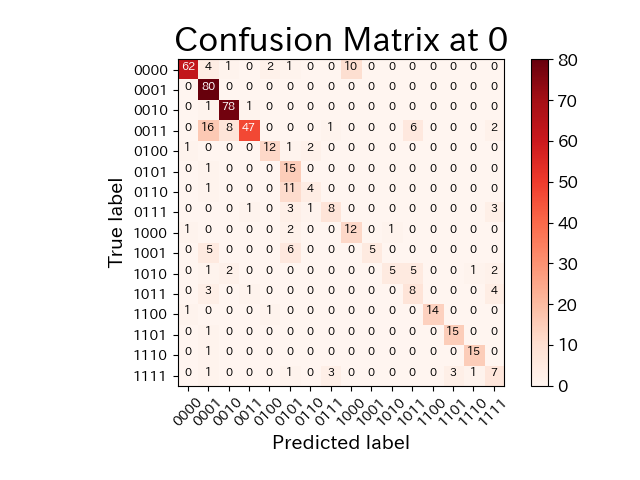 Confusion Matrix at 0
0000 62 4 1 0 2 1 0 0 10 0 0 0 0 0 0 0
0001 0 80 0 0 0 0 0 0 0 0 0 0 0 0 0 0
0010 0 1 78 1 0 0 0 0 0 0 0 0 0 0 0 0
0011 0 16 8 47 0 0 0 1 0 0 0 6 0 0 0 2
0100 1 0 0 0 12 1 2 0 0 0 0 0 0 0 0 0
0101 0 1 0 0 0 15 0 0 0 0 0 0 0 0 0 0
0110 0 1 0 0 0 11 4 0 0 0 0 0 0 0 0 0
0111 0 0 0 1 0 3 1 8 0 0 0 0 0 0 0 3
1000 1 0 0 0 0 2 0 0 12 0 1 0 0 0 0 0
1001 0 5 0 0 0 6 0 0 0 5 0 0 0 0 0 0
1010 0 1 2 0 0 0 0 0 0 0 5 5 0 0 1 2
1011 0 3 0 1 0 0 0 0 0 0 0 8 0 0 0 4
1100 1 0 0 0 1 0 0 0 0 0 0 0 14 0 0 0
1101 0 1 0 0 0 0 0 0 0 0 0 0 0 15 0 0
1110 0 1 0 0 0 0 0 0 0 0 0 0 0 0 15 0
1111 0 1 0 0 0 1 0 3 0 0 0 0 0 3 1 7
0000 0001 0010 0011 0100 0101 0110 0111 1000 1001 1010 1011 1100 1101 1110 1111
Predicted label
True label
80
70
60
50
40
30
20
10
0